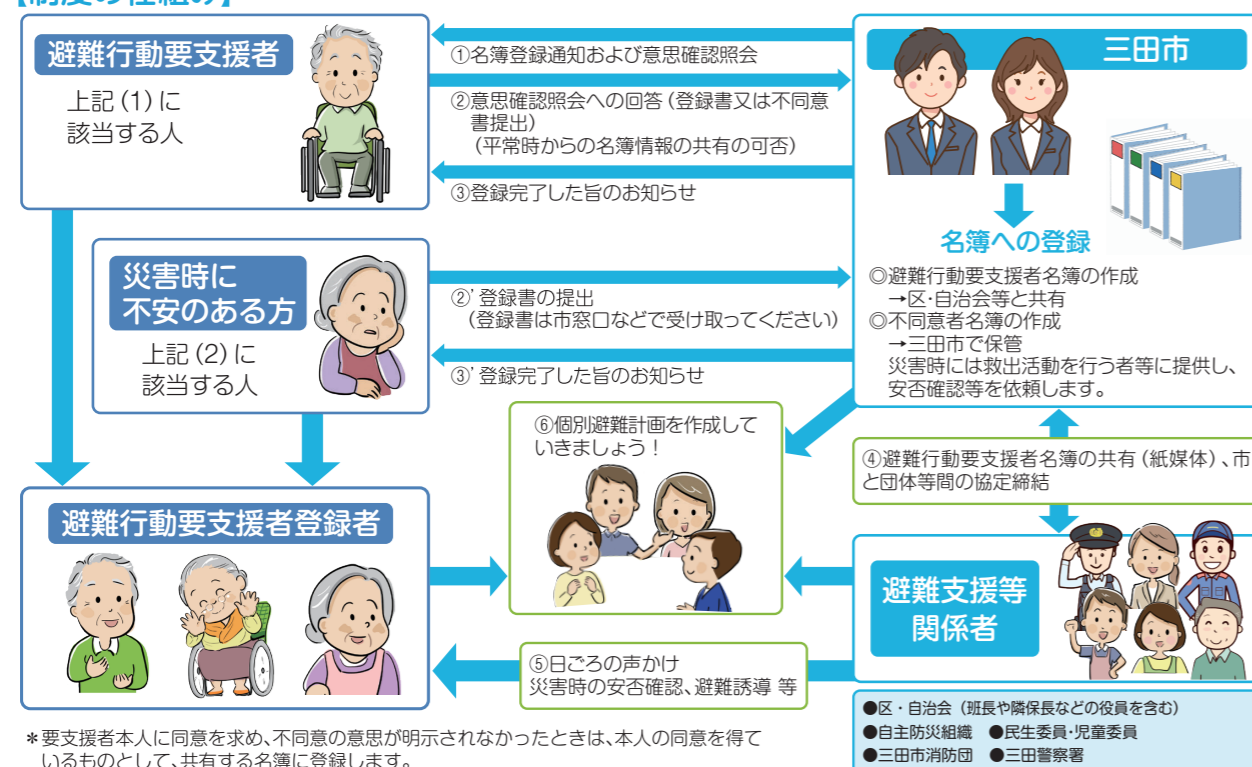 【制度の仕組み】
避難行動要支援者
上記(1)に
該当する人
①名簿登録通知および意思確認照会
②意思確認照会への回答(登録書又は不同意
書提出)
(平常時からの名簿情報の共有の可否)
③登録完了した旨のお知らせ
三田市
名簿への登録
◎避難行動要支援者名簿の作成
→区・自治会等と共有
◎不同意者名簿の作成
→三田市で保管
災害時には救出活動を行う者等に提供し、
安否確認等を依頼します。
災害時に
不安のある方
上記(2)に
該当する人
②’登録書の提出
(登録書は市窓口などで受け取ってください)
③’登録完了した旨のお知らせ
⑥個別避難計画を作成して
いきましょう!
④避難行動要支援者名簿の共有(紙媒体)、市
と団体等間の協定締結
避難行動要支援者登録者
避難支援等
関係者
⑤日ごろの声かけ
災害時の安否確認、避難誘導 等
●区・自治会(班長や隣保長などの役員を含む)
●自主防災組織 ●民生委員・児童委員
●三田市消防団 ●三田警察署
*要支援者本人に同意を求め、不同意の意思が明示されなかったときは、本人の同意を得て
いるものとして、共有する名簿に登録します。